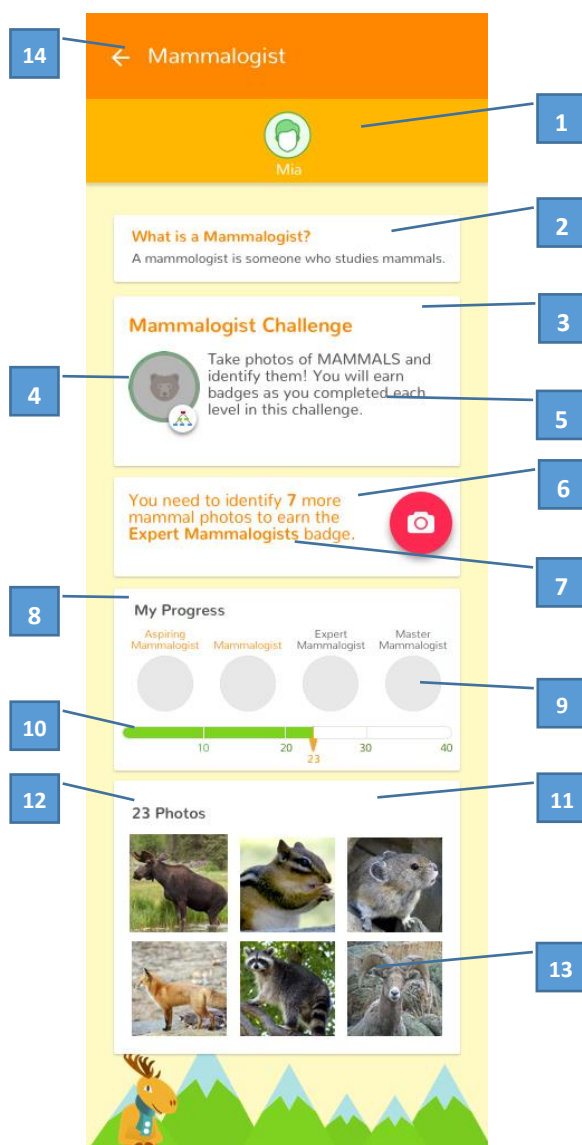 14
Mammalogist
1
Mia
2
What is a Mammalogist?
A mammologist is someone who studies mammals.
3
Mammalogist Challenge
4
Take photos of MAMMALS and
identify them! You will earn
badges as you completed each
level in this challenge.
5
6
You need to identify 7 more
mammal photos to earn the
Expert Mammalogists badge.
7
8
My Progress
Aspiring
Mammalogist
Mammalogist
Expert
Mammalogist
Master
Mammalogist
9
10
10
20
30
40
23
12
11
23 Photos
13